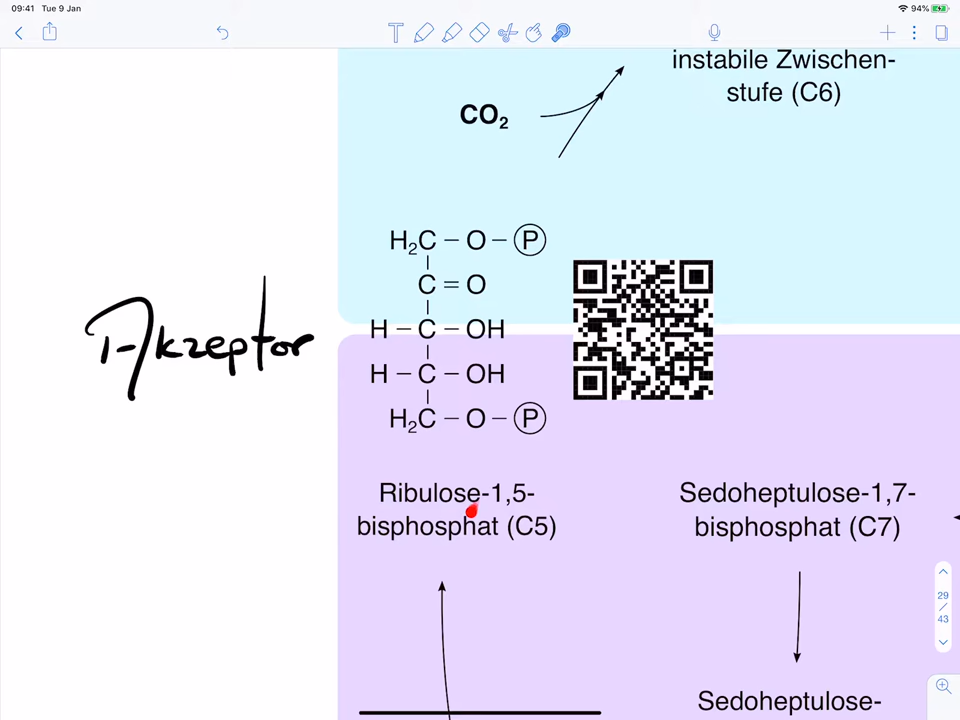 09:41 Tue 9 Jan
94%
T
instabile Zwischen-
stufe (C6)
CO₂
H₂C – O – P
C = O
H – C – OH
H – C – OH
H₂C – O – P
Akzeptor
Ribulose-1,5-
bisphosphat (C5)
Sedoheptulose-1,7-
bisphosphat (C7)
29
/
43
Sedoheptulose-